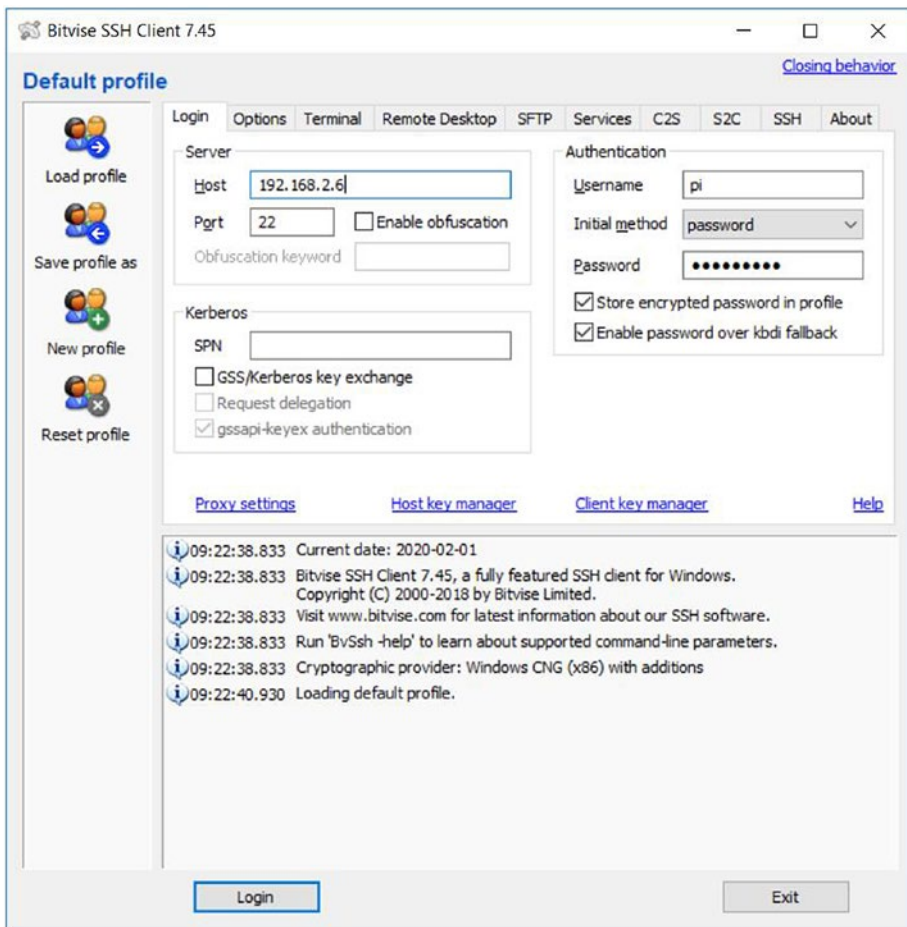 Bitvise SSH Client 7.45
Closing behavior
Default profile
Load profile
Save profile as
New profile
Reset profile
Login Options Terminal Remote Desktop SFTP Services C2S S2C SSH About
Server
Host 192.168.2.6
Port 22 Enable obfuscation
Obfuscation keyword
Kerberos
SPN
GSS/Kerberos key exchange
Request delegation
gssapi-keyex authentication
Authentication
Username pi
Initial method password
Password •••••••••
Store encrypted password in profile
Enable password over kbdi fallback
Proxy settings Host key manager Client key manager Help
09:22:38.833 Current date: 2020-02-01
09:22:38.833 Bitvise SSH Client 7.45, a fully featured SSH client for Windows.
Copyright (C) 2000-2018 by Bitvise Limited.
09:22:38.833 Visit www.bitvise.com for latest information about our SSH software.
09:22:38.833 Run 'BvSsh -help' to learn about supported command-line parameters.
09:22:38.833 Cryptographic provider: Windows CNG (x86) with additions
09:22:40.930 Loading default profile.
Login Exit